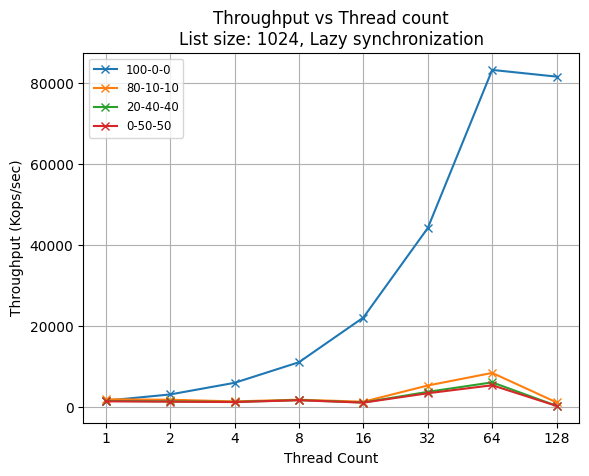 Throughput vs Thread count
List size: 1024, Lazy synchronization
100-0-0
80-10-10
20-40-40
0-50-50
Throughput (Kops/sec)
80000
60000
40000
20000
0
1 2 4 8 16 32 64 128
Thread Count